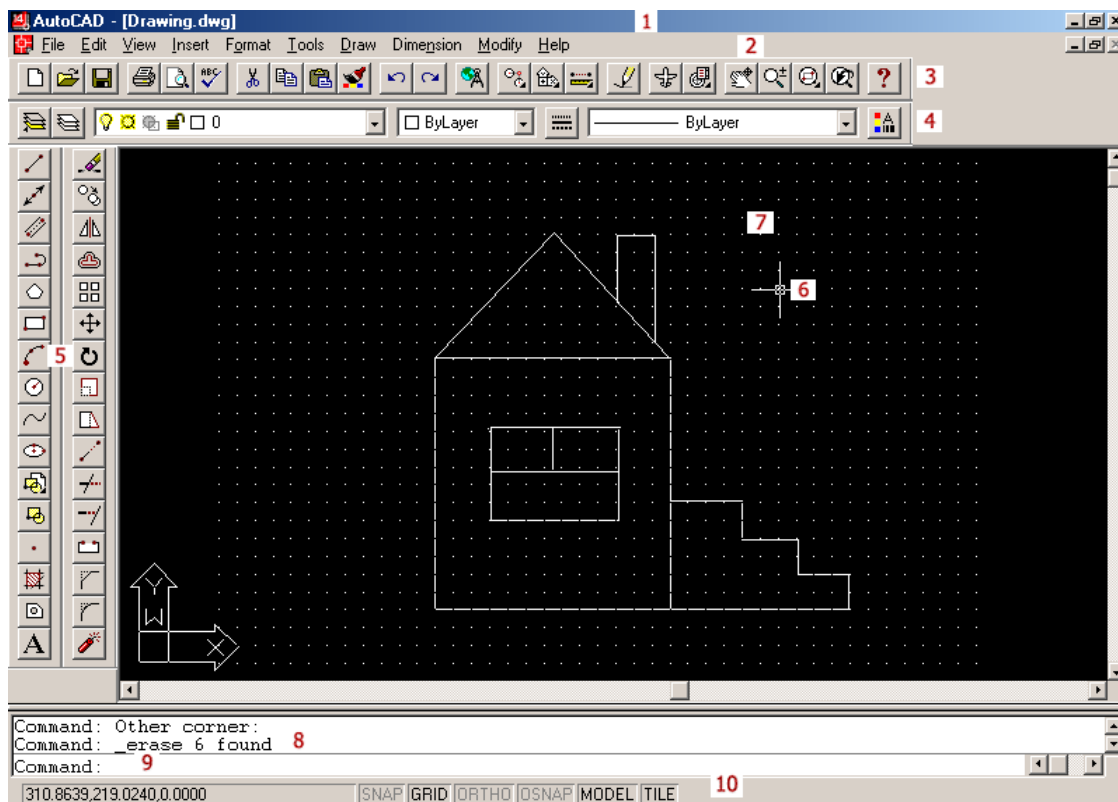 AutoCAD - [Drawing.dwg] 1
File Edit View Insert Format Tools Draw Dimension Modify Help 2
ABC ? 3
0 ByLayer ByLayer A 4
7
6
5
Y
W
X
A
Command: Other corner:
Command: _erase 6 found 8
Command: 9
310.8639,219.0240,0.0000 SNAP GRID ORTHO OSNAP MODEL TILE 10